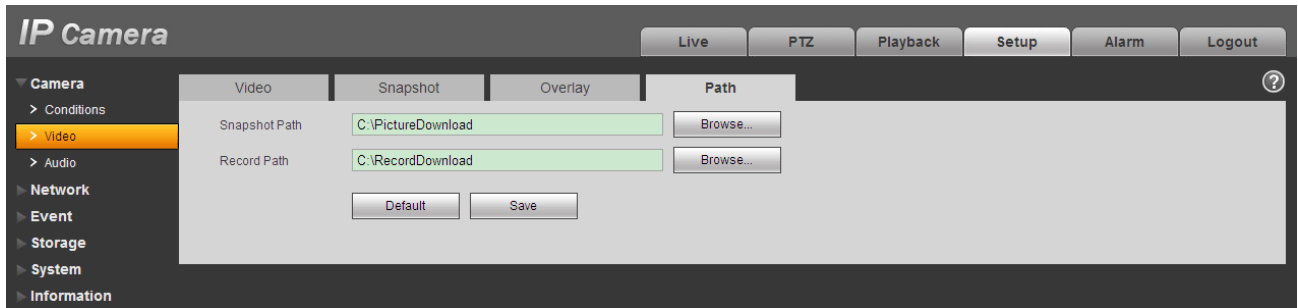 IP Camera
Live PTZ Playback Setup Alarm Logout
Camera
> Conditions
> Video
> Audio
Network
Event
Storage
System
Information
Video Snapshot Overlay Path
?
Snapshot Path C:\PictureDownload Browse...
Record Path C:\RecordDownload Browse...
Default Save